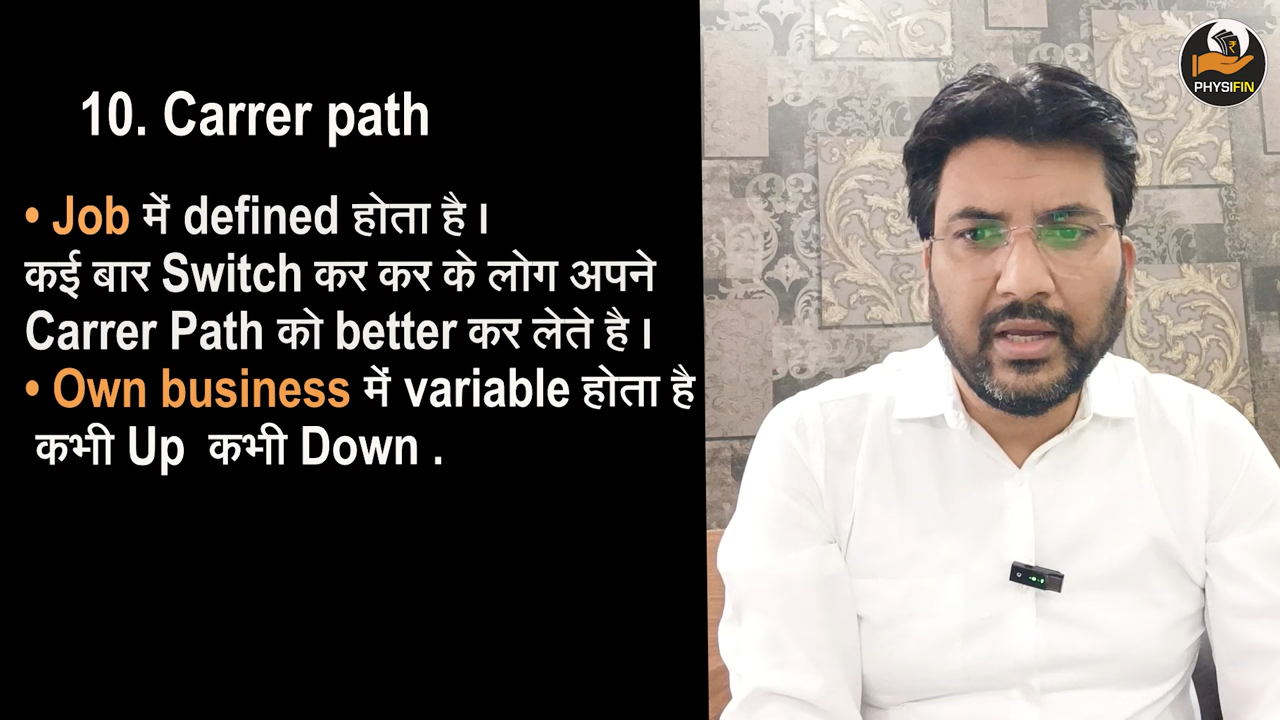 10. Carrer path
• Job में defined होता है ।
कई बार Switch कर कर के लोग अपने
Carrer Path को better कर लेते है ।
• Own business में variable होता है
कभी Up कभी Down .
PHYSIFIN